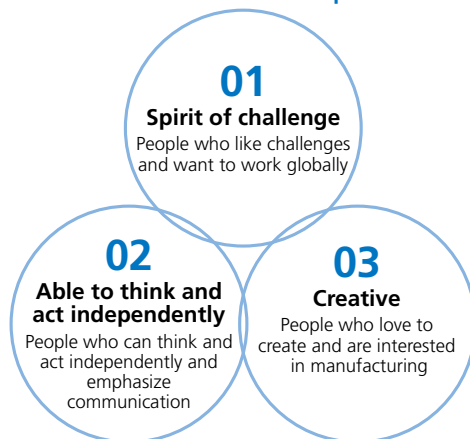 01
Spirit of challenge
People who like challenges
and want to work globally
02
Able to think and
act independently
People who can think and
act independently and
emphasize
communication
03
Creative
People who love to
create and are interested
in manufacturing